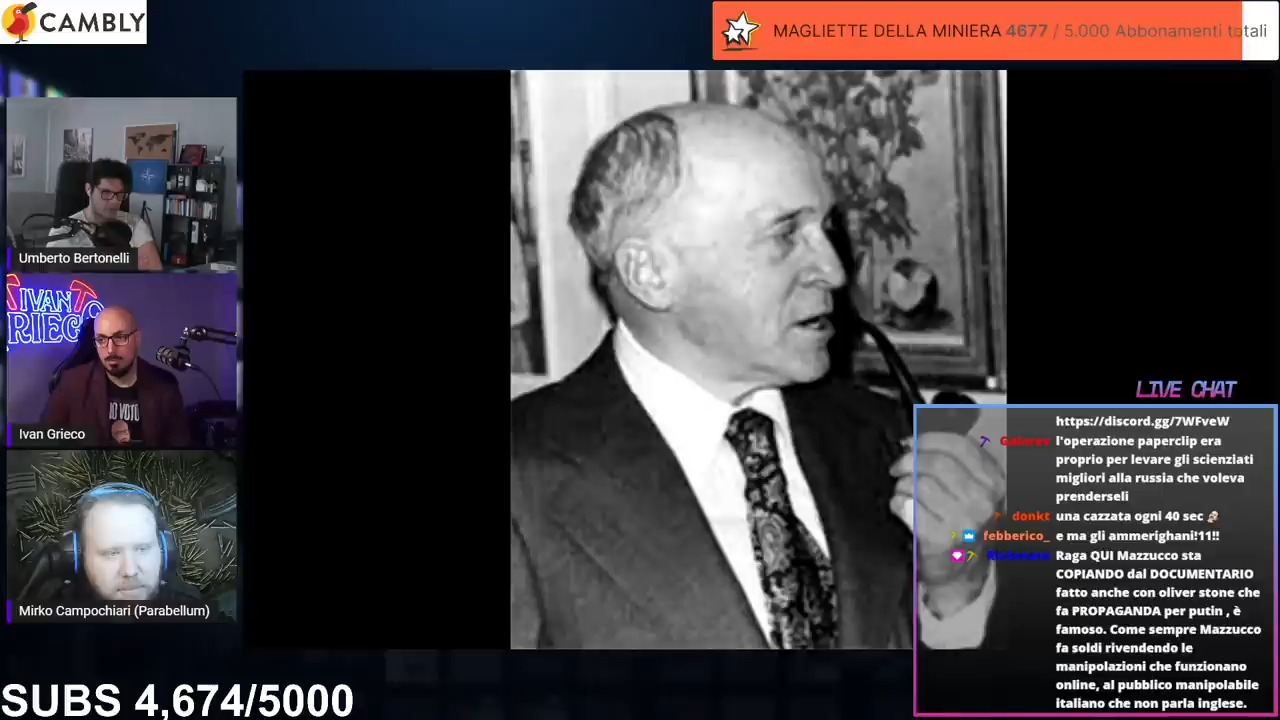 CAMBLY
MAGLIETTE DELLA MINIERA 4677 / 5.000 Abbonamenti totali
Umberto Bertonelli
IVAN
GRIEC
IO VOTO
Ivan Grieco
Mirko Campochiari (Parabellum)
LIVE CHAT
https://discord.gg/7WFveW
l'operazione paperclip era
proprio per levare gli scienziati
migliori alla russia che voleva
prenderseli
donkt una cazzata ogni 40 sec
febberico_ e ma gli ammerighani!11!!
Raga QUI Mazzucco sta
COPIANDO dal DOCUMENTARIO
fatto anche con oliver stone che
fa PROPAGANDA per putin , è
famoso. Come sempre Mazzucco
fa soldi rivendendo le
manipolazioni che funzionano
online, al pubblico manipolabile
italiano che non parla inglese.
SUBS 4,674/5000